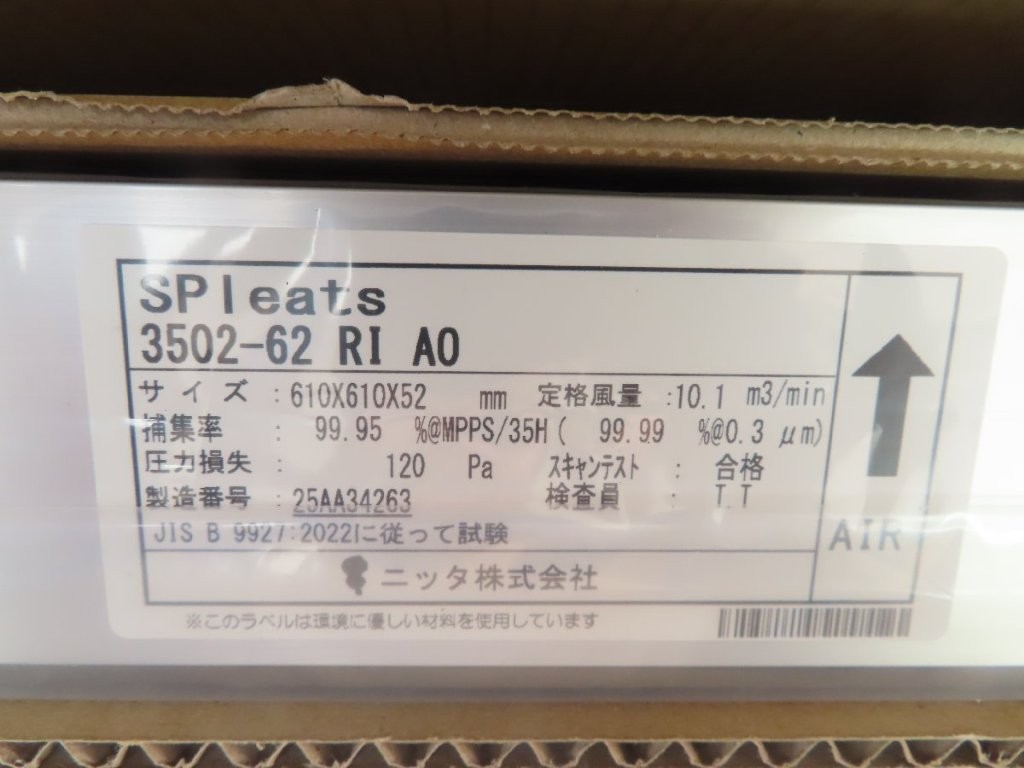 SPleats
3502-62 RI AO
サイズ :610X610X52 mm 定格風量 :10.1 m3/min
捕集率 : 99.95 %@MPPS/35H( 99.99 %@0.3 μm)
圧力損失 : 120 Pa スキャンテスト : 合格
製造番号 : 25AA34263 検査員 : T.T
JIS B 9927:2022に従って試験
AIR
ニッタ株式会社
※このラベルは環境に優しい材料を使用しています